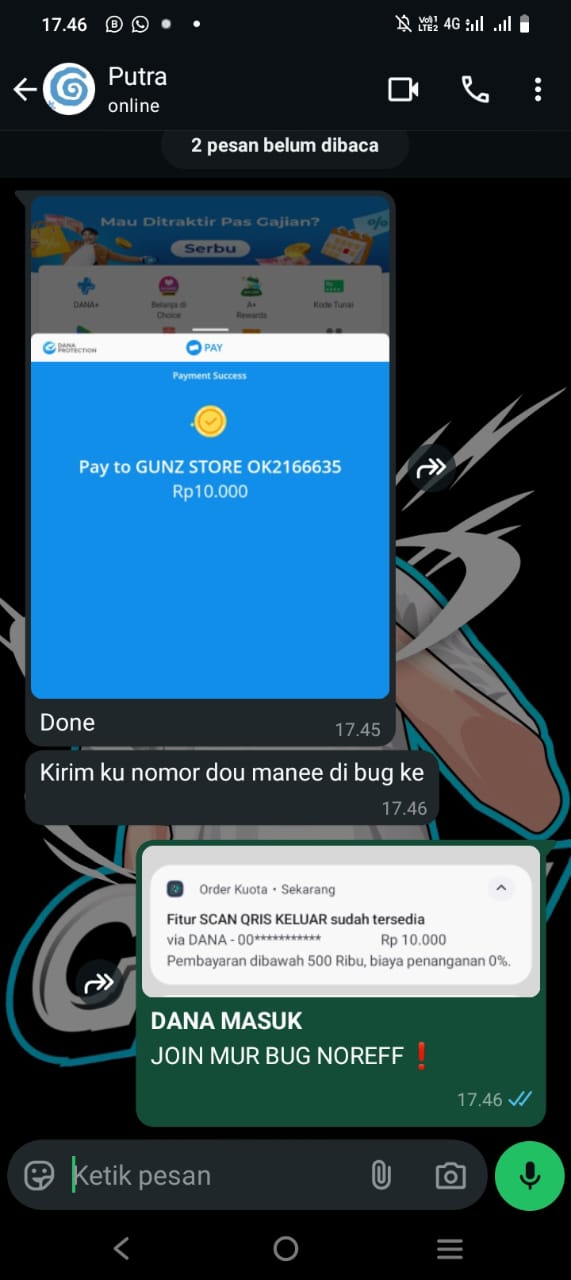 17.46
Voll 1
LTE2
4G
Putra
online
2 pesan belum dibaca
Mau Ditraktir Pas Gajian?
Serbu
DANA+
Belanja di
Choice
A+
Rewards
Kode Tunai
DANA
PROTECTION
PAY
Payment Success
Pay to GUNZ STORE OK2166635
Rp10.000
Done
17.45
Kirim ku nomor dou manee di bug ke
17.46
Order Kuota • Sekarang
Fitur SCAN QRIS KELUAR sudah tersedia
via DANA - 00*********** Rp 10.000
Pembayaran dibawah 500 Ribu, biaya penanganan 0%.
DANA MASUK
JOIN MUR BUG NOREFF ❗
17.46
Ketik pesan